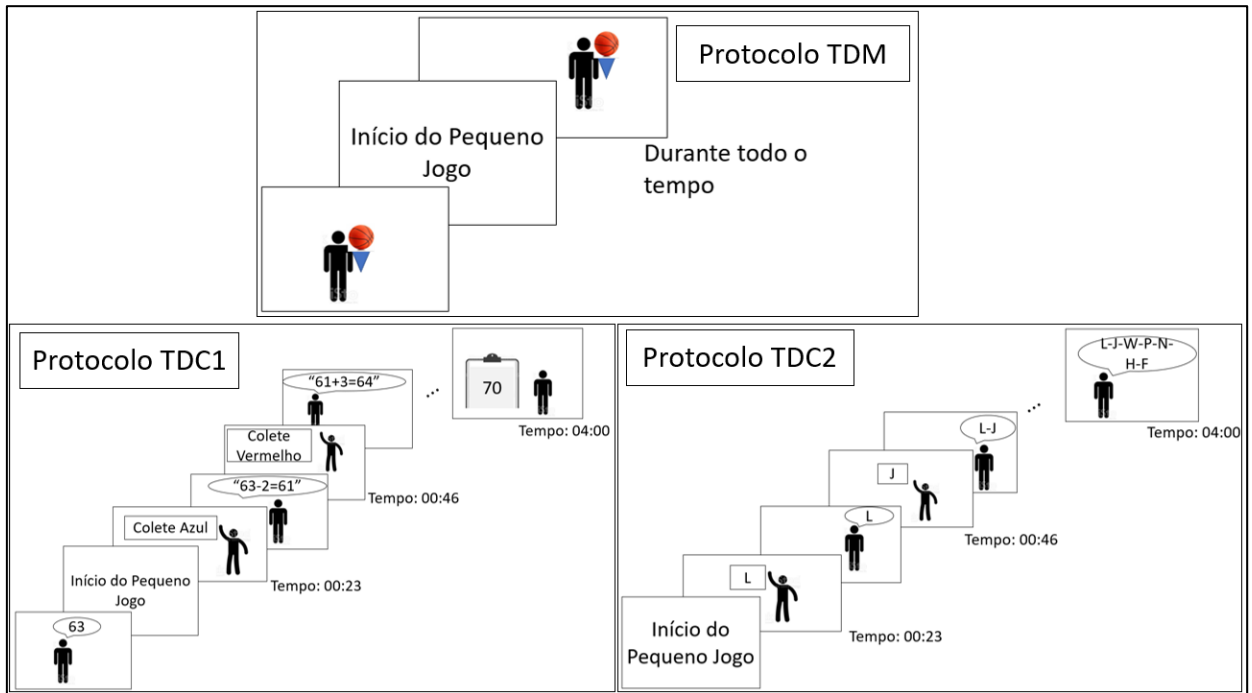 Protocolo TDM
Início do Pequeno
Jogo
Durante todo o
tempo
Protocolo TDC1
63
Início do Pequeno
Jogo
Colete Azul
Tempo: 00:23
“63-2=61”
Colete
Vermelho
Tempo: 00:46
“61+3=64”
...
70
Tempo: 04:00
Protocolo TDC2
Início do
Pequeno Jogo
L
Tempo: 00:23
L
J
Tempo: 00:46
L-J
...
L-J-W-P-N-
H-F
Tempo: 04:00